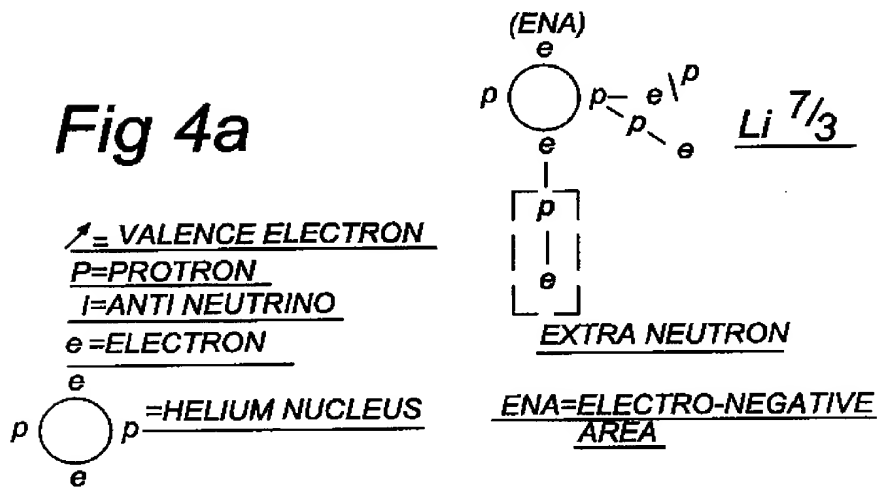 Fig 4a
(ENA)
e
p p– e \ p
p
e
e
Li 7/3
p
e
EXTRA NEUTRON
ENA=ELECTRO-NEGATIVE
AREA
= VALENCE ELECTRON
P=PROTRON
I=ANTI NEUTRINO
e =ELECTRON
e
p p =HELIUM NUCLEUS
e